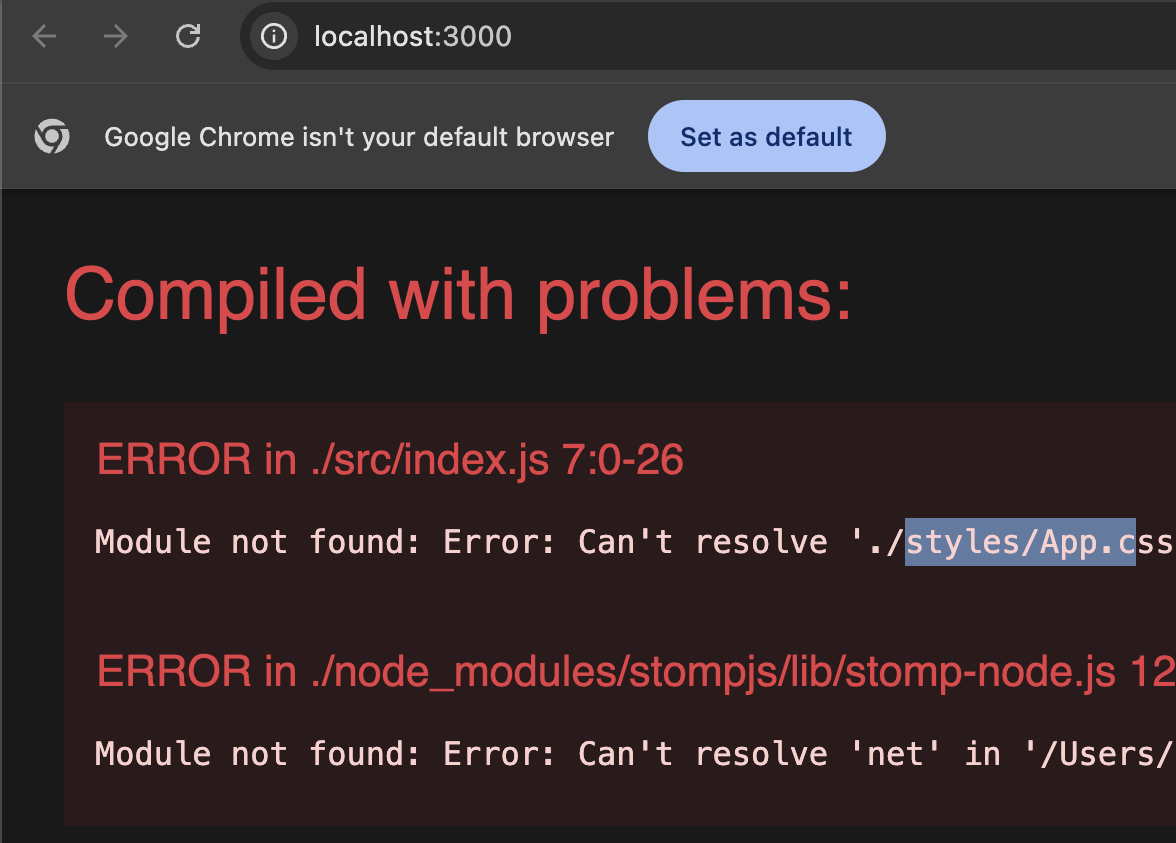 localhost:3000
Google Chrome isn't your default browser
Set as default
Compiled with problems:
ERROR in ./src/index.js 7:0-26
Module not found: Error: Can't resolve './styles/App.css
ERROR in ./node_modules/stompjs/lib/stomp-node.js 12
Module not found: Error: Can't resolve 'net' in '/Users/